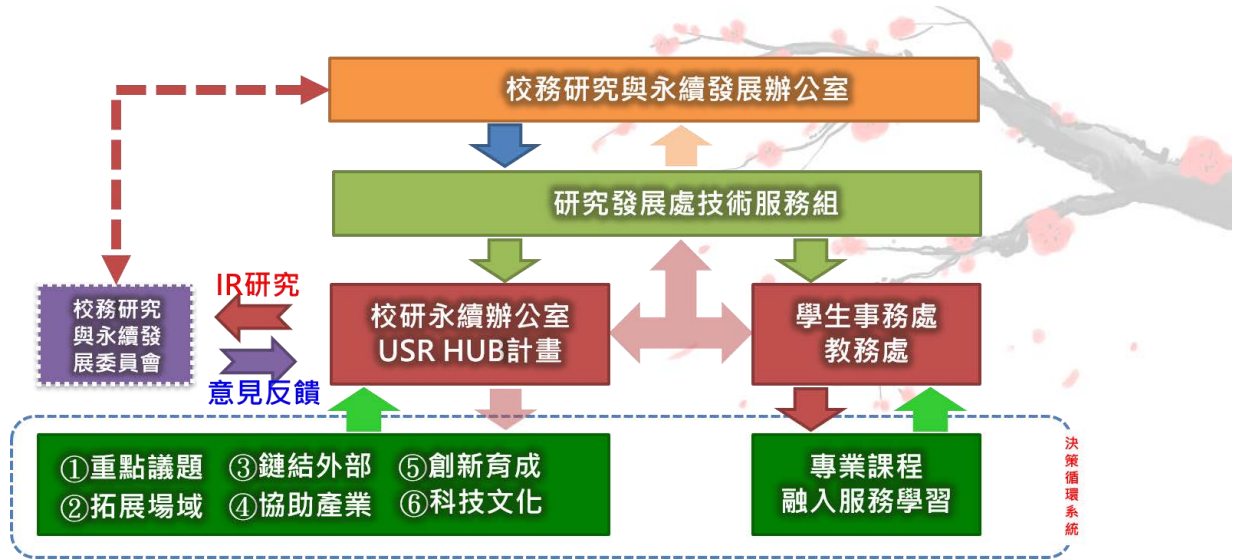 校務研究與永續發展辦公室
研究發展處技術服務組
IR研究
校務研究
與永續發
展委員會
意見反饋
校研永續辦公室
USR HUB計畫
學生事務處
教務處
①重點議題 ③鏈結外部 ⑤創新育成
②拓展場域 ④協助產業 ⑥科技文化
專業課程
融入服務學習
決策循環系統